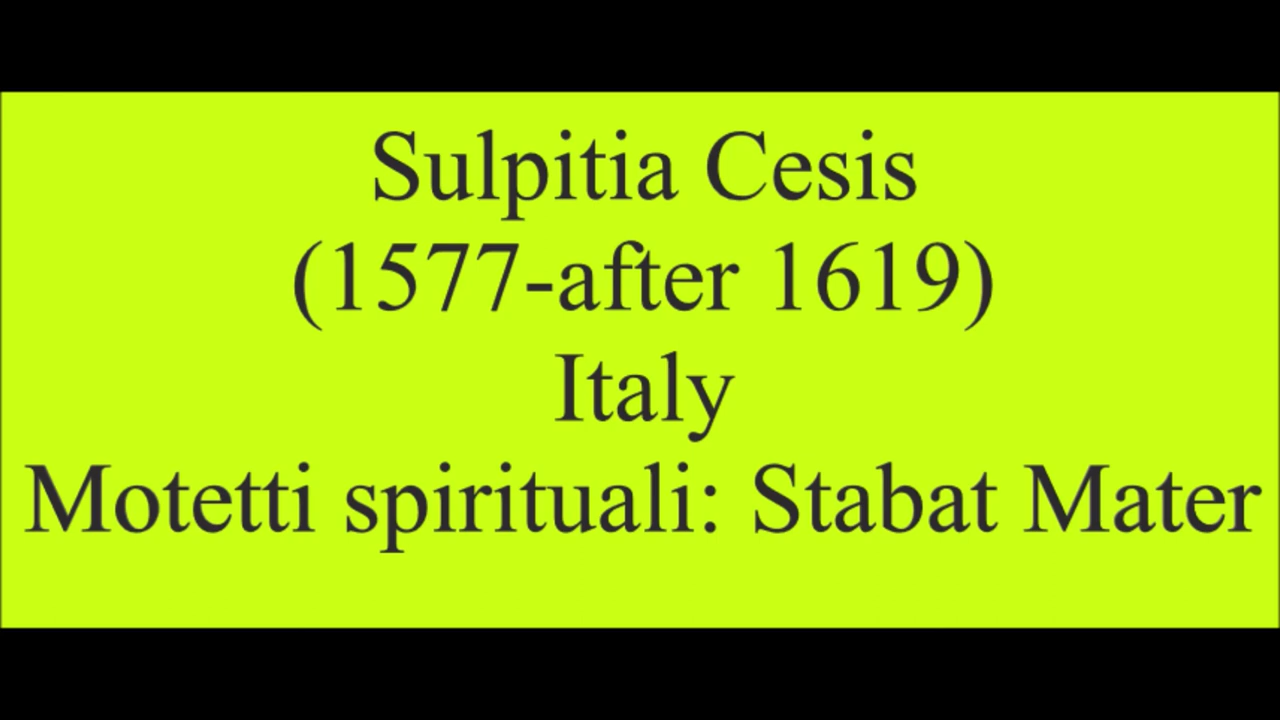 Sulpitia Cesis
(1577-after 1619)
Italy
Motetti spirituali: Stabat Mater